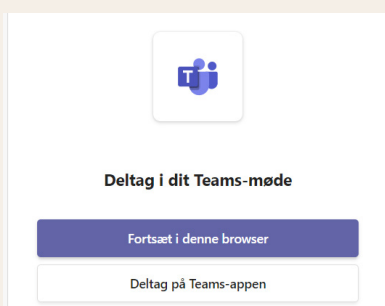 Deltag i dit Teams-møde
Fortsæt i denne browser
Deltag på Teams-appen